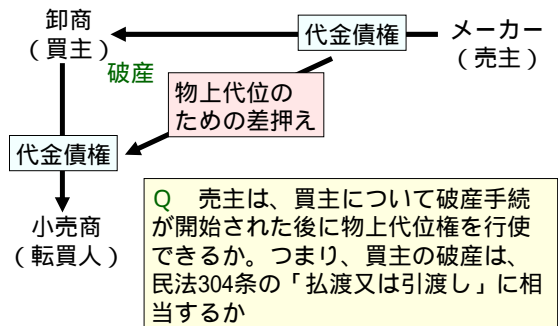 卸商
（買主）
代金債権
メーカー
（売主）
破産
物上代位の
ための差押え
代金債権
小売商
（転買人）
Q　売主は、買主について破産手続
が開始された後に物上代位権を行使
できるか。つまり、買主の破産は、
民法304条の「払渡又は引渡し」に相
当するか